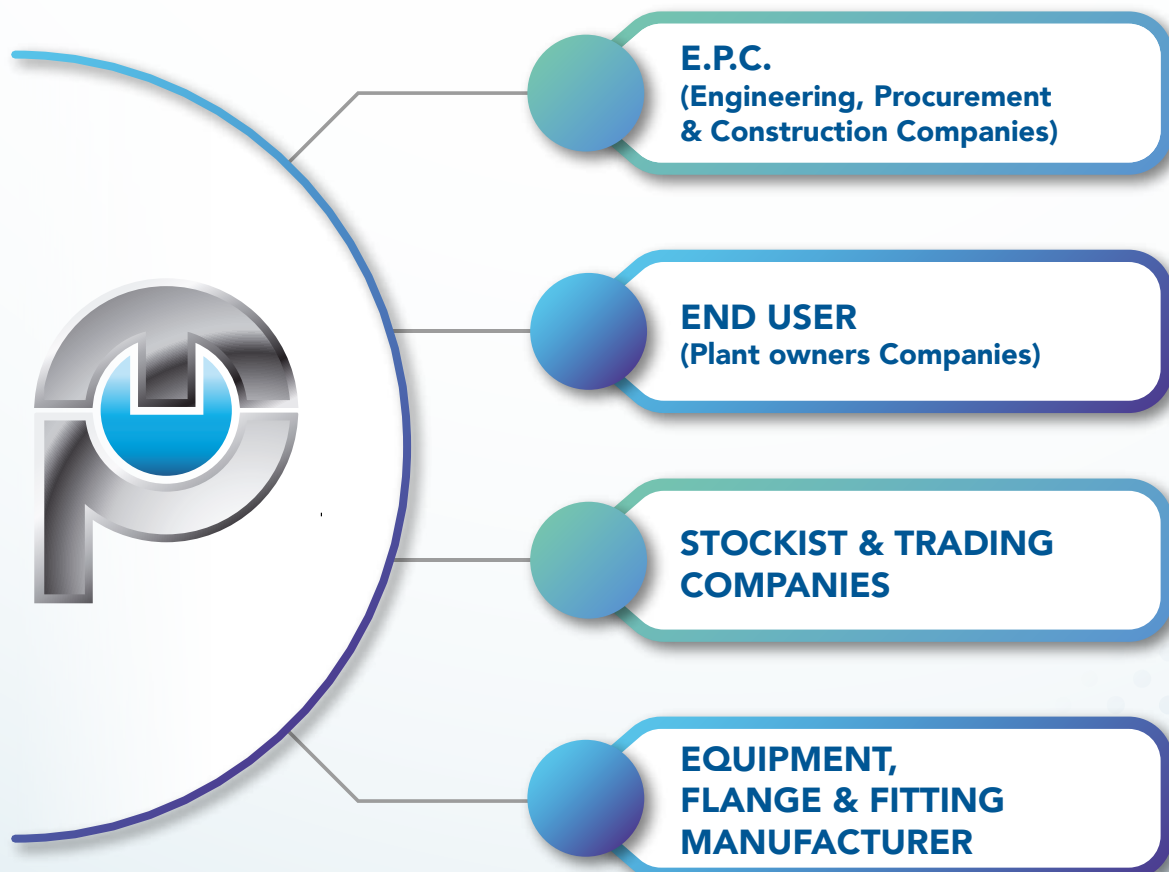 E.P.C.
(Engineering, Procurement
& Construction Companies)
END USER
(Plant owners Companies)
STOCKIST & TRADING
COMPANIES
EQUIPMENT,
FLANGE & FITTING
MANUFACTURER